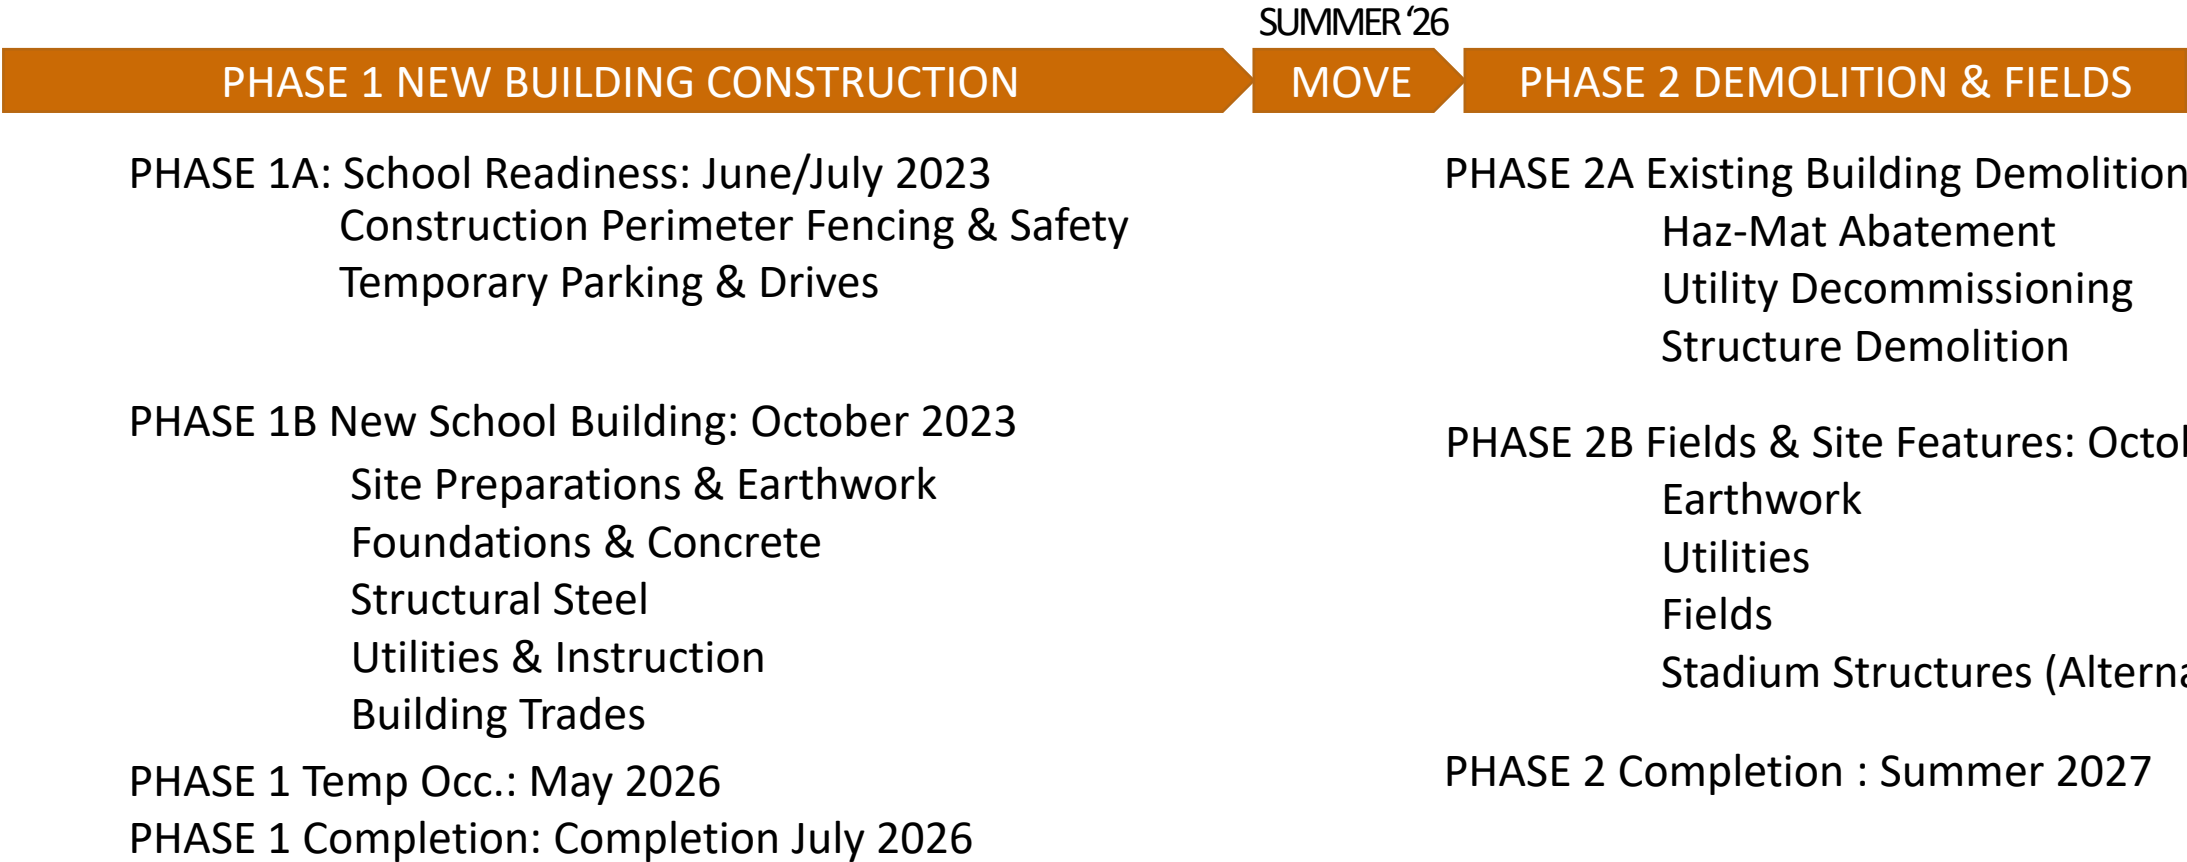 SUMMER ‘26
PHASE 1 NEW BUILDING CONSTRUCTION
MOVE
PHASE 2 DEMOLITION & FIELDS
PHASE 1A: School Readiness: June/July 2023
Construction Perimeter Fencing & Safety
Temporary Parking & Drives
PHASE 1B New School Building: October 2023
Site Preparations & Earthwork
Foundations & Concrete
Structural Steel
Utilities & Instruction
Building Trades
PHASE 1 Temp Occ.: May 2026
PHASE 1 Completion: Completion July 2026
PHASE 2A Existing Building Demolition
Haz-Mat Abatement
Utility Decommissioning
Structure Demolition
PHASE 2B Fields & Site Features:
Earthwork
Utilities
Fields
Stadium Structures
PHASE 2 Completion : Summer 2027